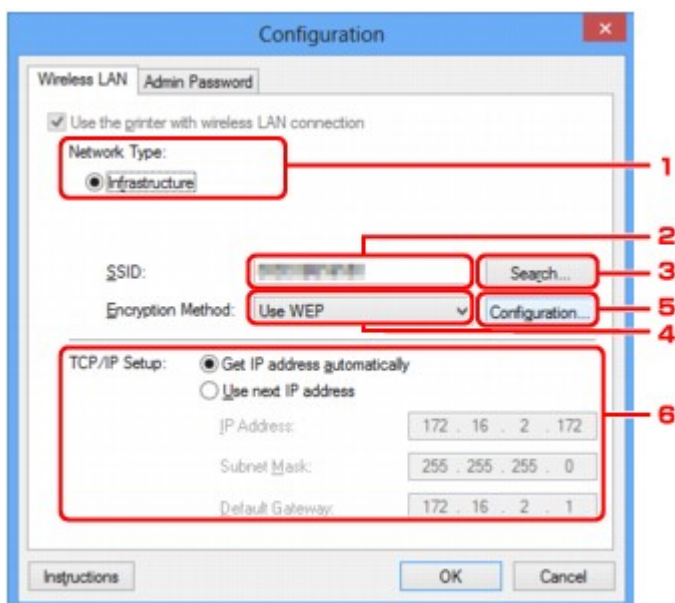 Configuration
Wireless LAN Admin Password
Use the printer with wireless LAN connection
Network Type:
Infrastructure
1
2
SSID: Search...
3
Encryption Method: Use WEP Configuration...
5
4
TCP/IP Setup: Get IP address automatically
Use next IP address
IP Address: 172 . 16 . 2 . 172
6
Subnet Mask: 255 . 255 . 255 . 0
Default Gateway: 172 . 16 . 2 . 1
Instructions OK Cancel